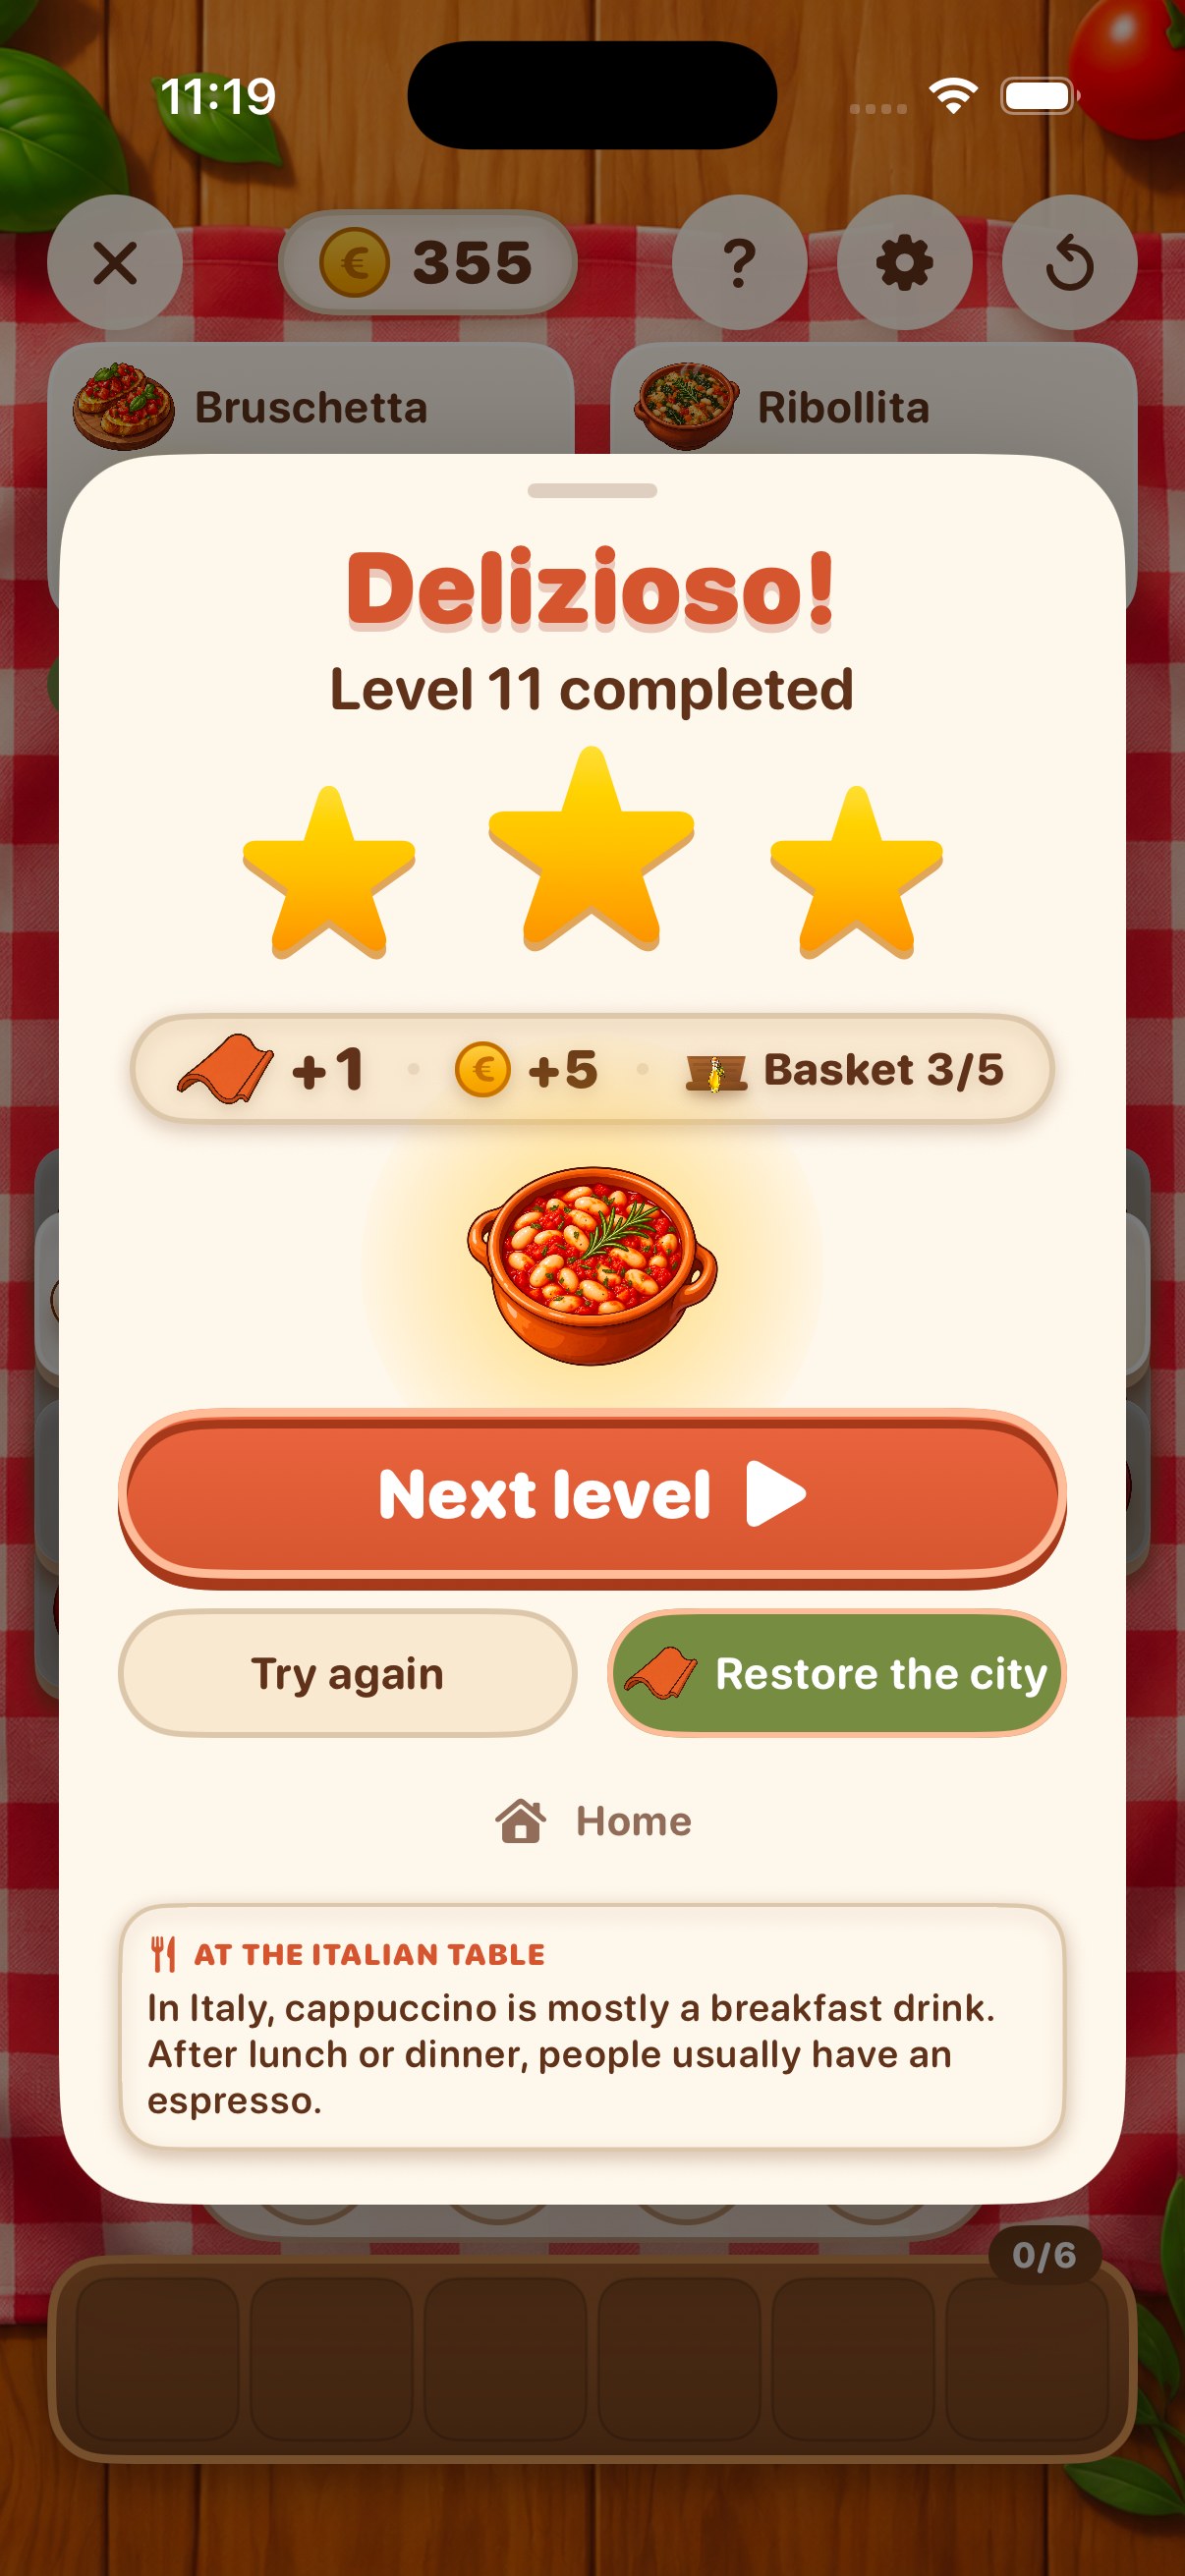 11:19
€ 355
?
Bruschetta
Ribollita
Delizioso!
Level 11 completed
+1 • € +5 • Basket 3/5
Next level
Try again
Restore the city
Home
AT THE ITALIAN TABLE
In Italy, cappuccino is mostly a breakfast drink.
After lunch or dinner, people usually have an
espresso.
0/6